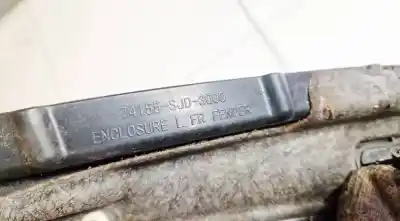 74155-SJD-3000
ENCLOSURE L FR FENDER